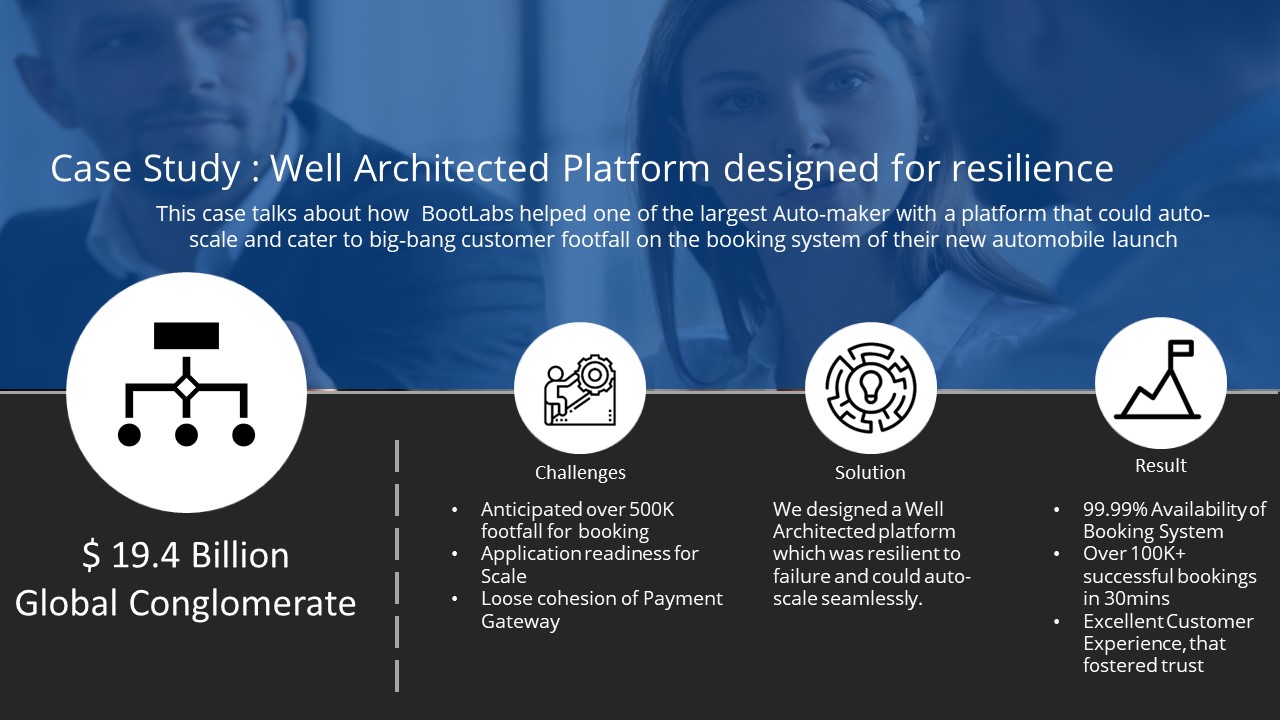 Case Study : Well Architected Platform designed for resilience
This case talks about how BootLabs helped one of the largest Auto-maker with a platform that could auto-
scale and cater to big-bang customer footfall on the booking system of their new automobile launch
$ 19.4 Billion
Global Conglomerate
Challenges
• Anticipated over 500K
footfall for booking
• Application readiness for
Scale
• Loose cohesion of Payment
Gateway
Solution
We designed a Well
Architected platform
which was resilient to
failure and could auto-
scale seamlessly.
Result
• 99.99% Availability of
Booking System
• Over 100K+
successful bookings
in 30mins
• Excellent Customer
Experience, that
fostered trust